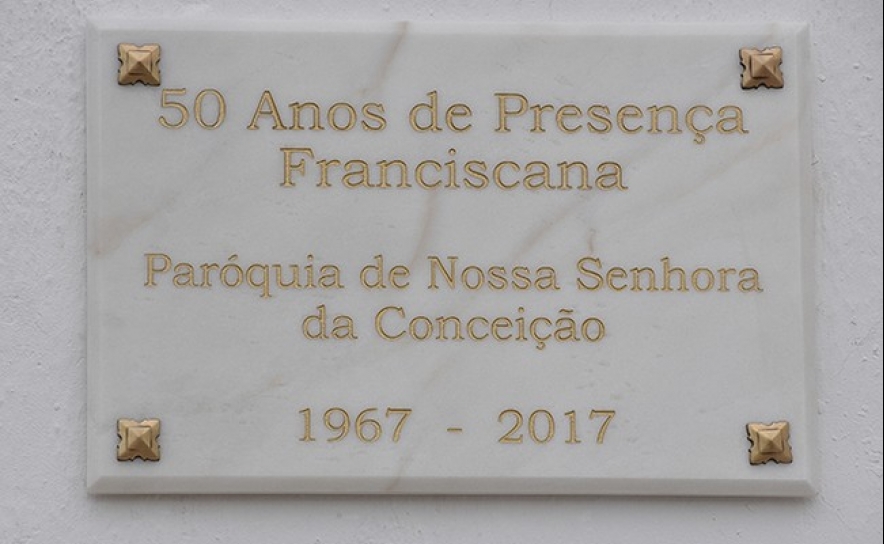 50 Anos de Presença
Franciscana
Paróquia de Nossa Senhora
da Conceição
1967 - 2017